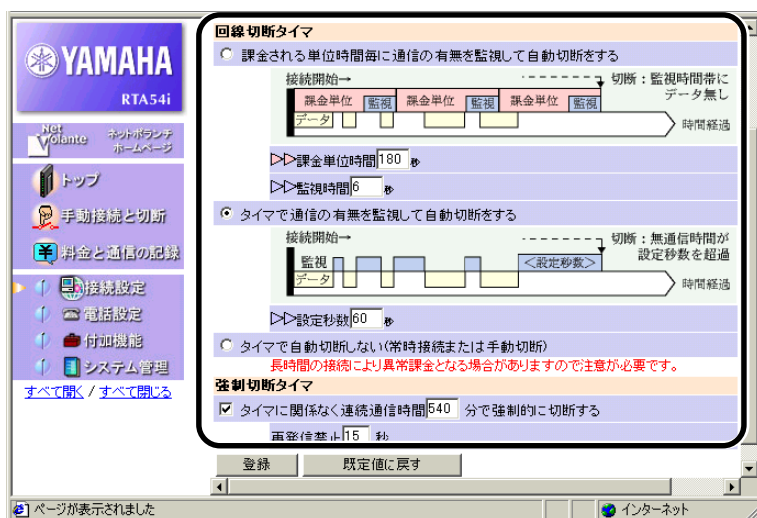 YAMAHA
RTA54i
Net Volante
ネットボランチ
ホームページ
トップ
手動接続と切断
料金と通信の記録
接続設定
電話設定
付加機能
システム管理
すべて開く / すべて閉じる
回線切断タイマ
課金される単位時間毎に通信の有無を監視して自動切断をする
接続開始→
切断：監視時間帯に
データ無し
課金単位 監視 課金単位 監視 課金単位 監視
データ
時間経過
▷▷課金単位時間180 秒
▷▷監視時間6 秒
タイマで通信の有無を監視して自動切断をする
接続開始→
切断：無通信時間が
設定秒数を超過
監視
＜設定秒数＞
データ
時間経過
▷▷設定秒数60 秒
タイマで自動切断しない(常時接続または手動切断)
長時間の接続により異常課金となる場合がありますので注意が必要です。
強制切断タイマ
タイマに関係なく連続通信時間540 分で強制的に切断する
再発信禁止15 秒
登録 既定値に戻す
ページが表示されました
インターネット